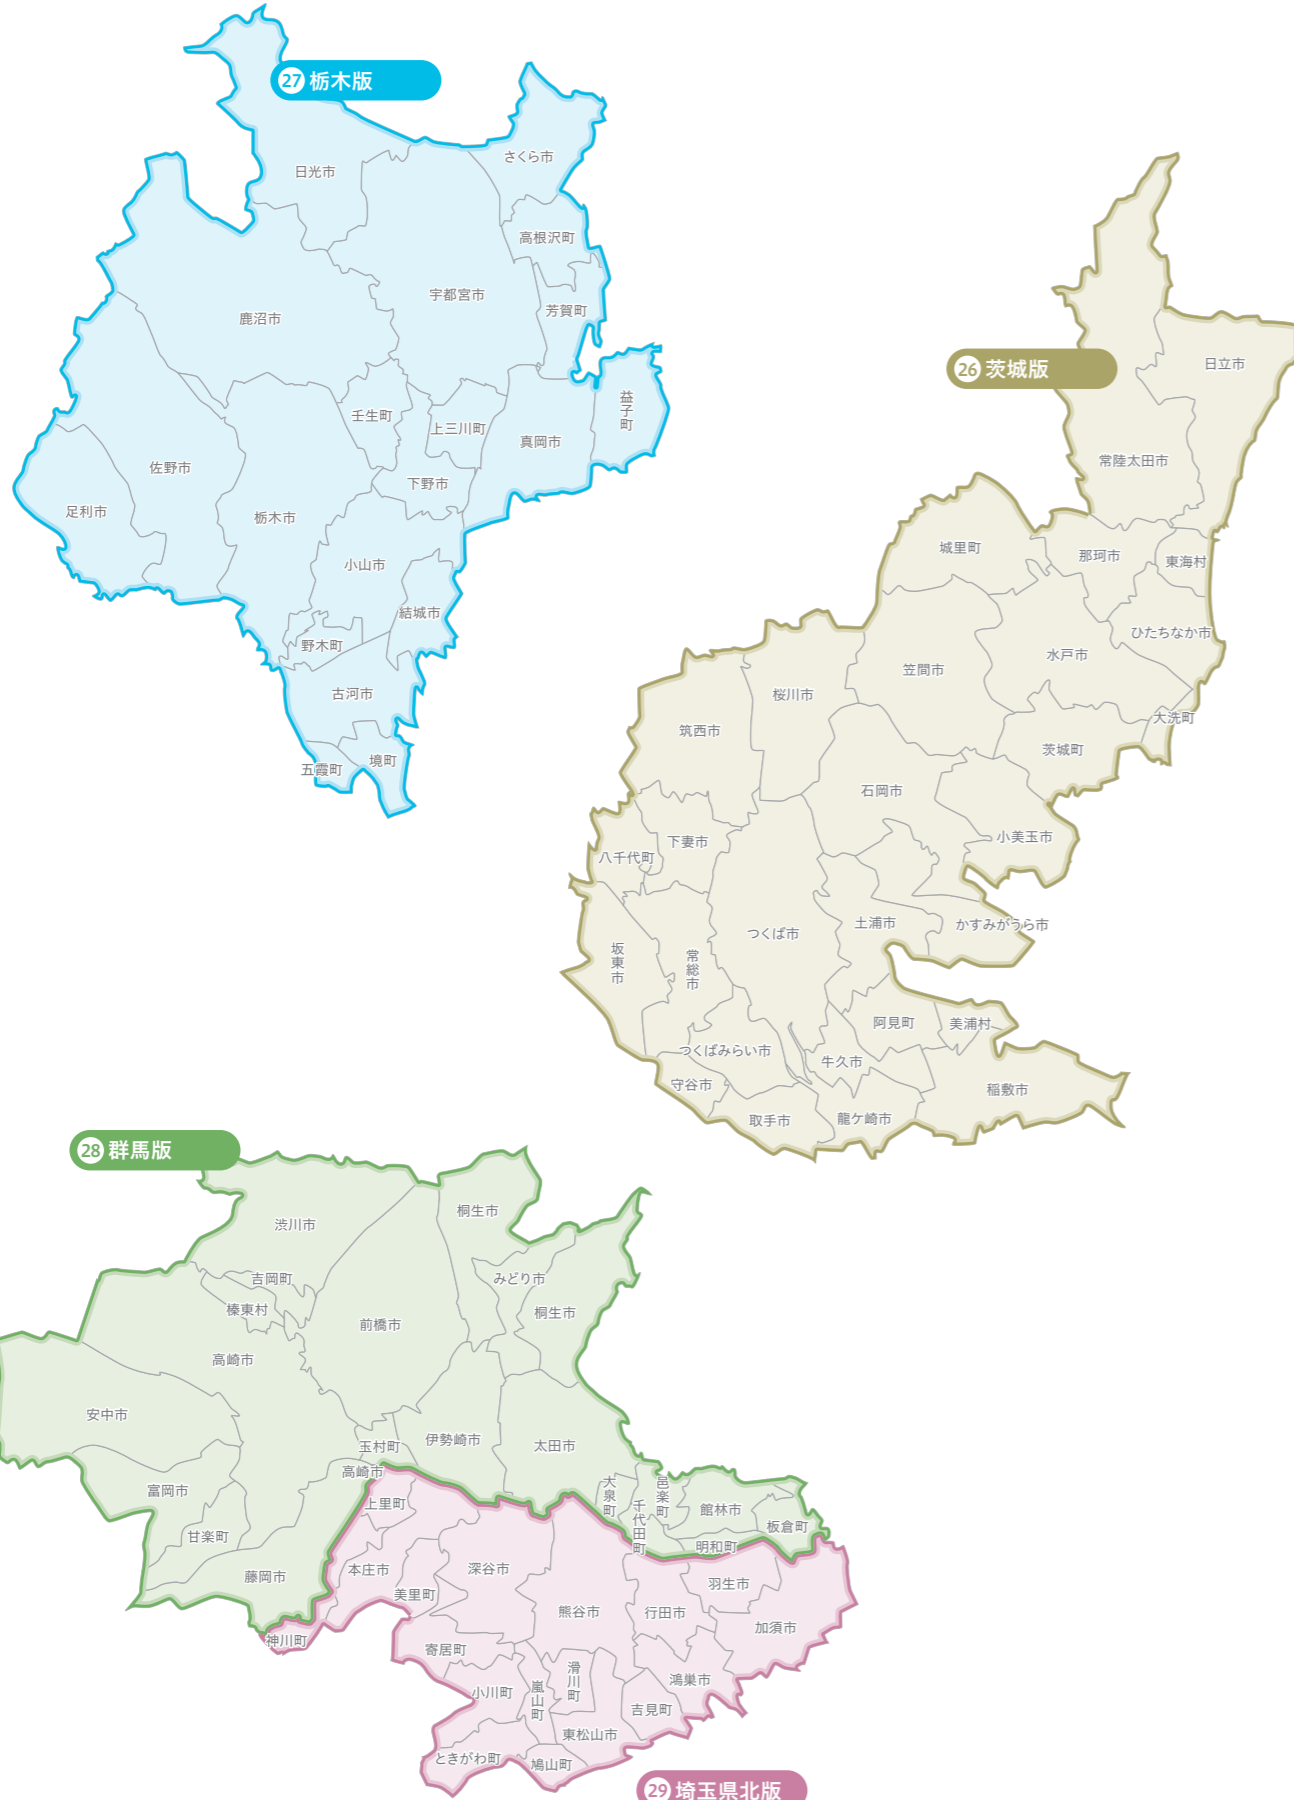 27 栃木版
日光市
さくら市
高根沢町
宇都宮市
芳賀町
鹿沼市
益子町
壬生町
上三川町
真岡市
佐野市
下野市
足利市
栃木市
小山市
結城市
野木町
古河市
境町
五霞町
26 茨城版
日立市
常陸太田市
城里町
那珂市
東海村
ひたちなか市
水戸市
笠間市
桜川市
大洗町
筑西市
茨城町
石岡市
小美玉市
下妻市
八千代町
かすみがうら市
土浦市
つくば市
坂東市
常総市
阿見町
美浦村
つくばみらい市
牛久市
守谷市
稲敷市
取手市
龍ケ崎市
28 群馬版
桐生市
渋川市
吉岡町
みどり市
榛東村
桐生市
前橋市
高崎市
安中市
玉村町
伊勢崎市
太田市
高崎市
富岡市
大泉町
千代田町
邑楽町
館林市
板倉町
甘楽町
明和町
藤岡市
上里町
本庄市
深谷市
美里町
羽生市
熊谷市
行田市
加須市
神川町
寄居町
滑川町
鴻巣市
小川町
嵐山町
吉見町
東松山市
ときがわ町
鳩山町
29 埼玉県北版